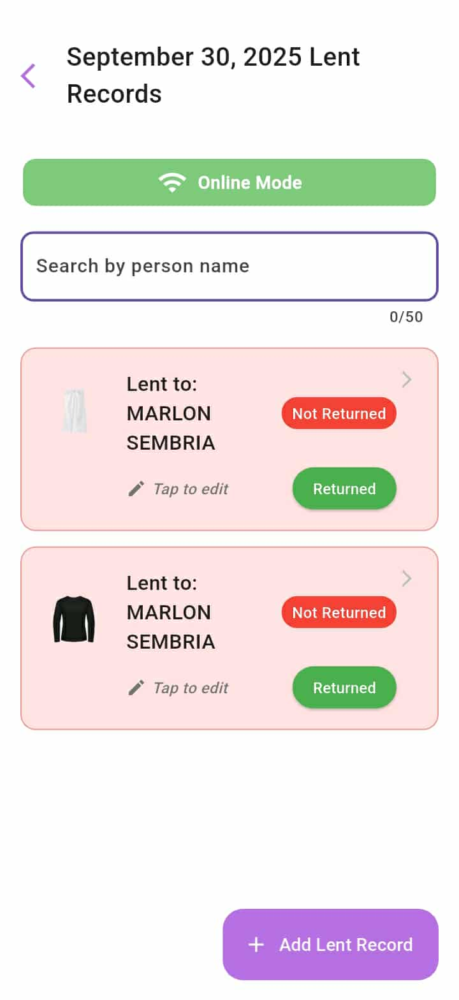 September 30, 2025 Lent
Records
Online Mode
Search by person name
0/50
Lent to:
MARLON
SEMBRIA
Not Returned
Tap to edit
Returned
Lent to:
MARLON
SEMBRIA
Not Returned
Tap to edit
Returned
+ Add Lent Record